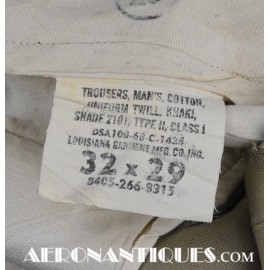 TROUSERS, MAN'S, COTTON,
UNIFORM TWILL, KHAKI,
SHADE 2101, TYPE II, CLASS I
DSA100-68-C-1428
LOUISIANA GARMENT MFG. CO., INC.
32 x 29
8405-266-8315
AERONANTIQUES.com